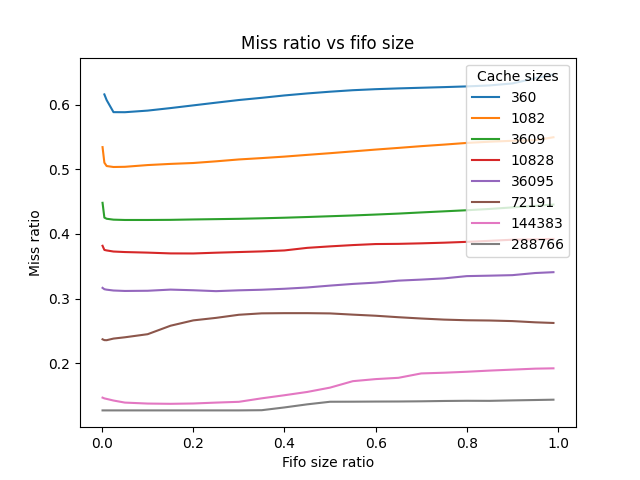 Miss ratio vs fifo size
Miss ratio
0.6
0.5
0.4
0.3
0.2
Cache sizes
360
1082
3609
10828
36095
72191
144383
288766
0.0 0.2 0.4 0.6 0.8 1.0
Fifo size ratio